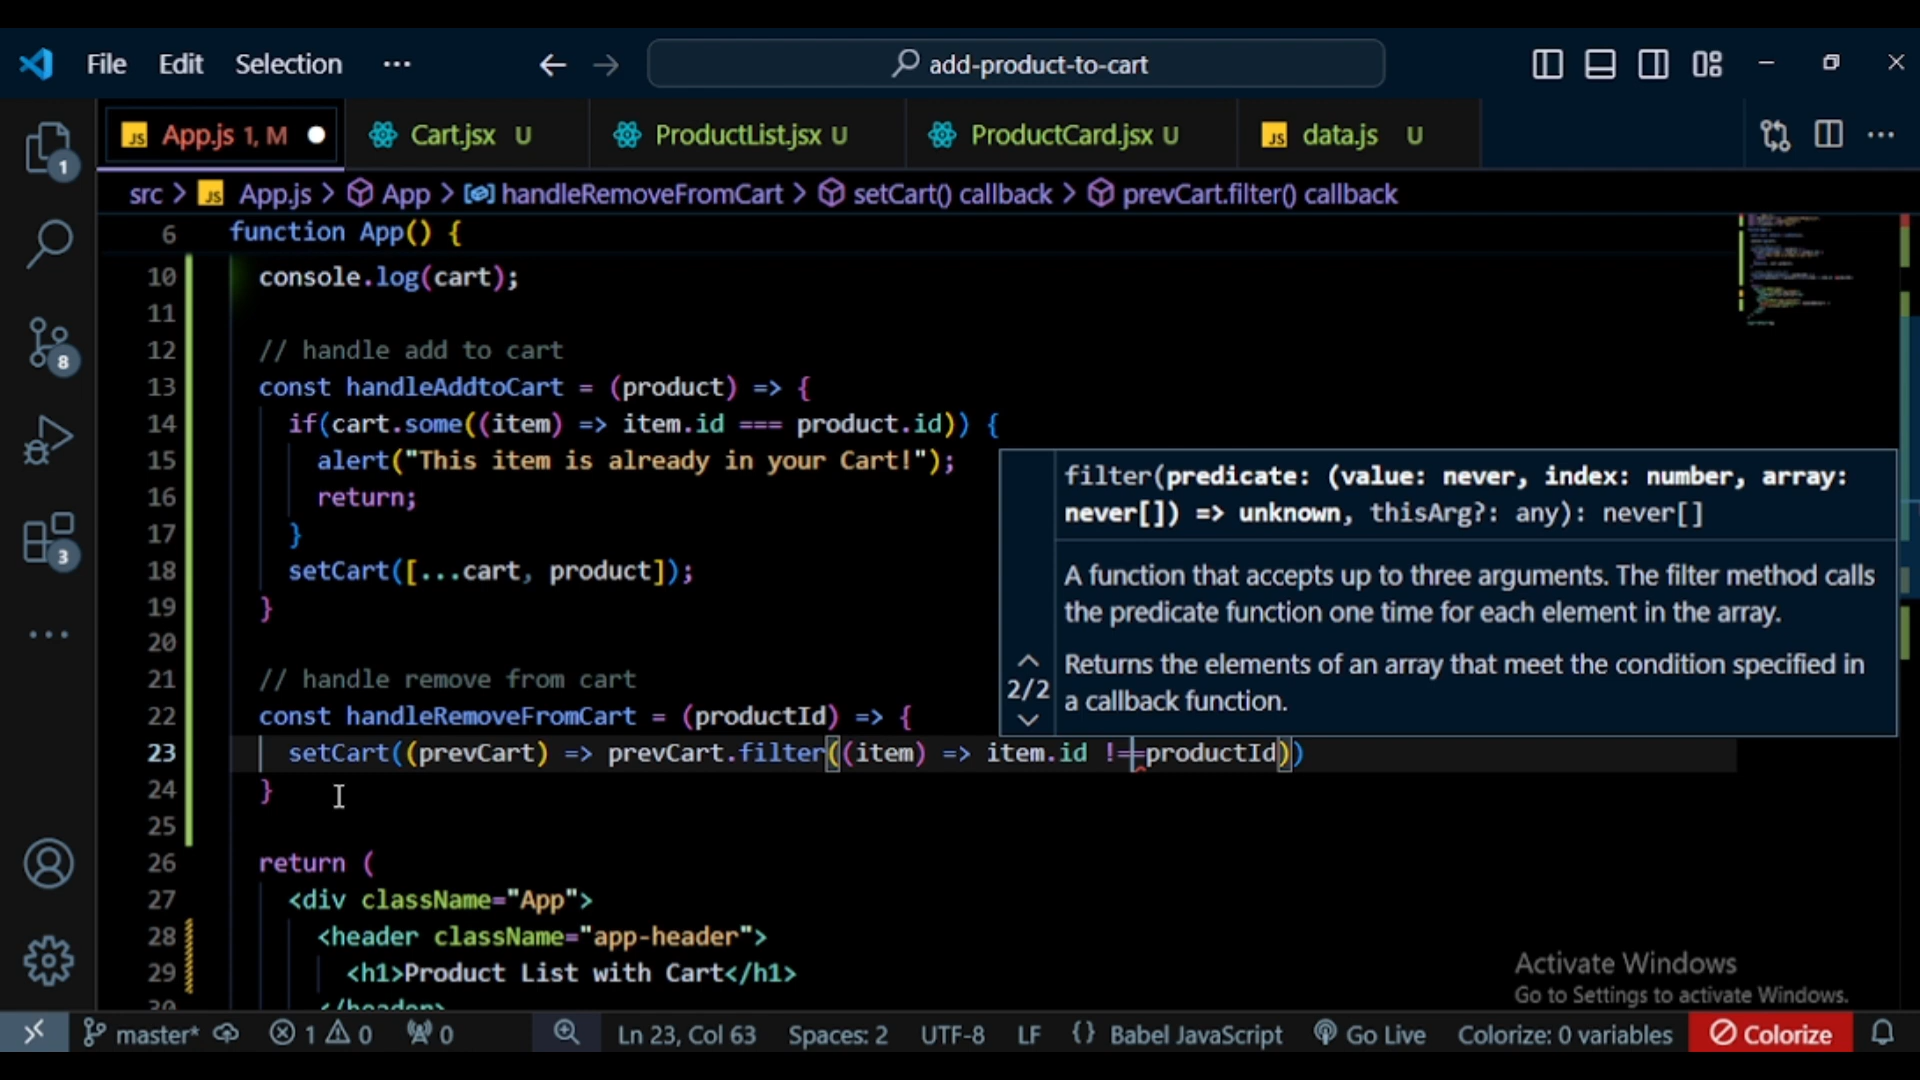 File Edit Selection ··· add-product-to-cart
JS App.js 1, M Cart.jsx U ProductList.jsx U ProductCard.jsx U JS data.js U
src > JS App.js > App > handleRemoveFromCart > setCart() callback > prevCart.filter() callback
6 function App() {
10 console.log(cart);
11
12 // handle add to cart
13 const handleAddtoCart = (product) => {
14 if(cart.some((item) => item.id === product.id)) {
15 alert("This item is already in your Cart!");
16 return;
17 }
18 setCart([...cart, product]);
19 }
20
21 // handle remove from cart
22 const handleRemoveFromCart = (productId) => {
23 setCart((prevCart) => prevCart.filter((item) => item.id !==productId))
24 }
25
26 return (
27 <div className="App">
28 <header className="app-header">
29 <h1>Product List with Cart</h1>
30 </header>
filter(predicate: (value: never, index: number, array:
never[]) => unknown, thisArg?: any): never[]
A function that accepts up to three arguments. The filter method calls
the predicate function one time for each element in the array.
2/2
Returns the elements of an array that meet the condition specified in
a callback function.
1
8
3
Activate Windows
Go to Settings to activate Windows.
master* 1 0 0 Ln 23, Col 63 Spaces: 2 UTF-8 LF {} Babel JavaScript Go Live Colorize: 0 variables Colorize